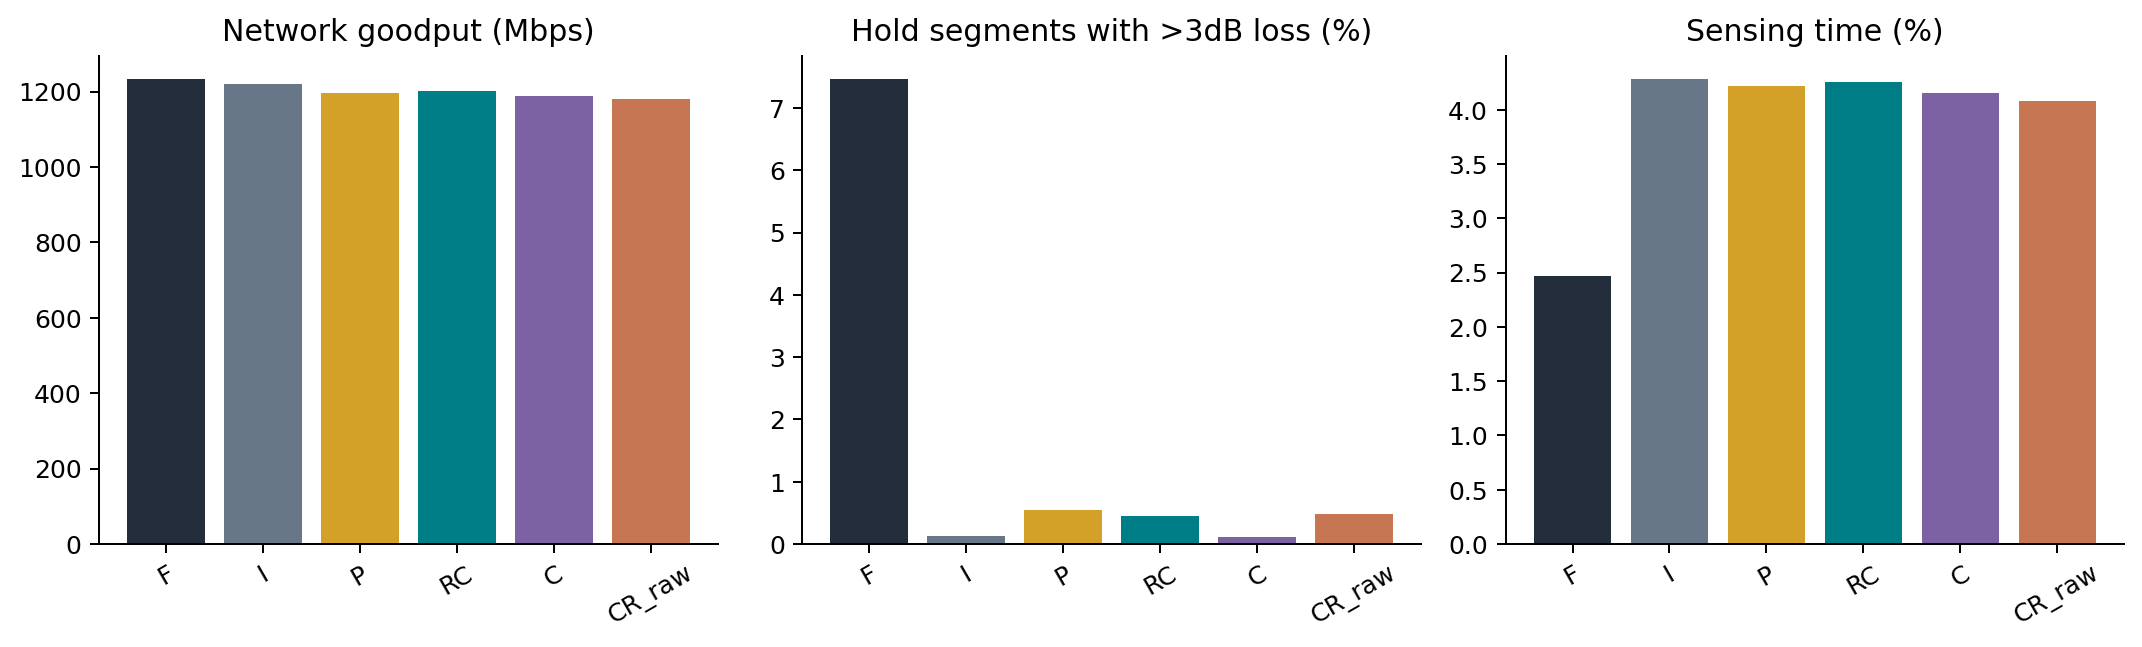 Network goodput (Mbps)
1200
1000
800
600
400
200
0
F
I
P
RC
C
CR_raw
Hold segments with >3dB loss (%)
7
6
5
4
3
2
1
0
F
I
P
RC
C
CR_raw
Sensing time (%)
4.0
3.5
3.0
2.5
2.0
1.5
1.0
0.5
0.0
F
I
P
RC
C
CR_raw